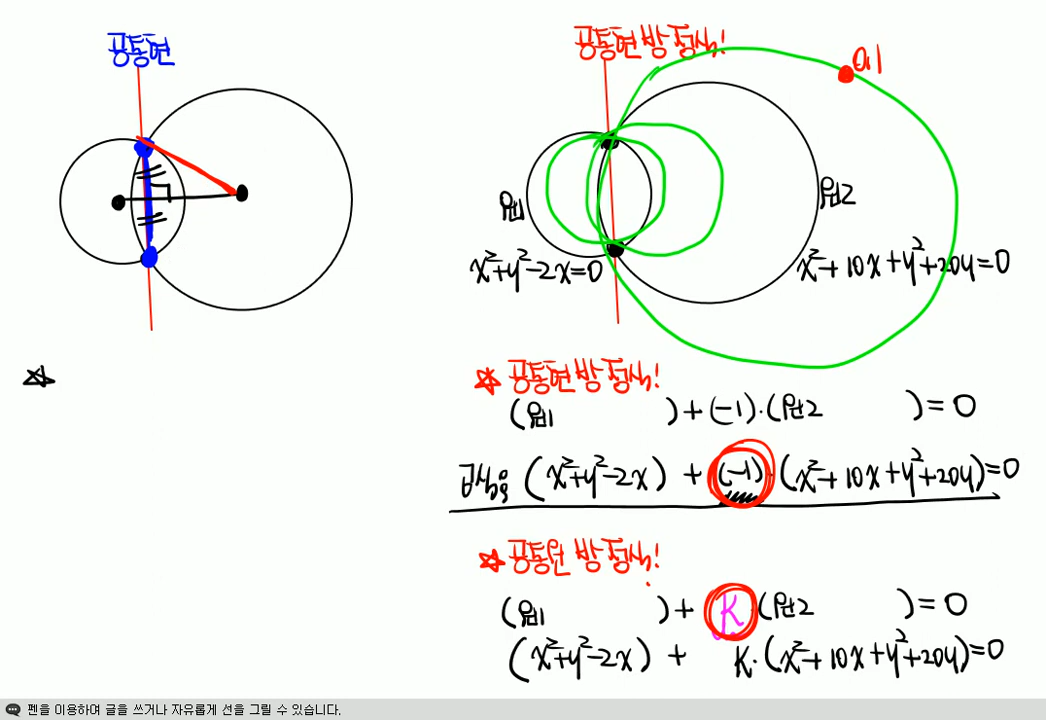 공통현
공통현 방정식!
0,1
원1
원2
x²+y²-2x=0
x²+10x+y²+20y=0
☆ 공통현 방정식!
(원1 )+(-1)·(원2 )=0
(x²+y²-2x) + (-1)·(x²+10x+y²+20y)=0
☆
☆ 공통원 방정식!
(원1 )+ K·(원2 )=0
(x²+y²-2x) + K·(x²+10x+y²+20y)=0
펜을 이용하여 글을 쓰거나 자유롭게 선을 그릴 수 있습니다.